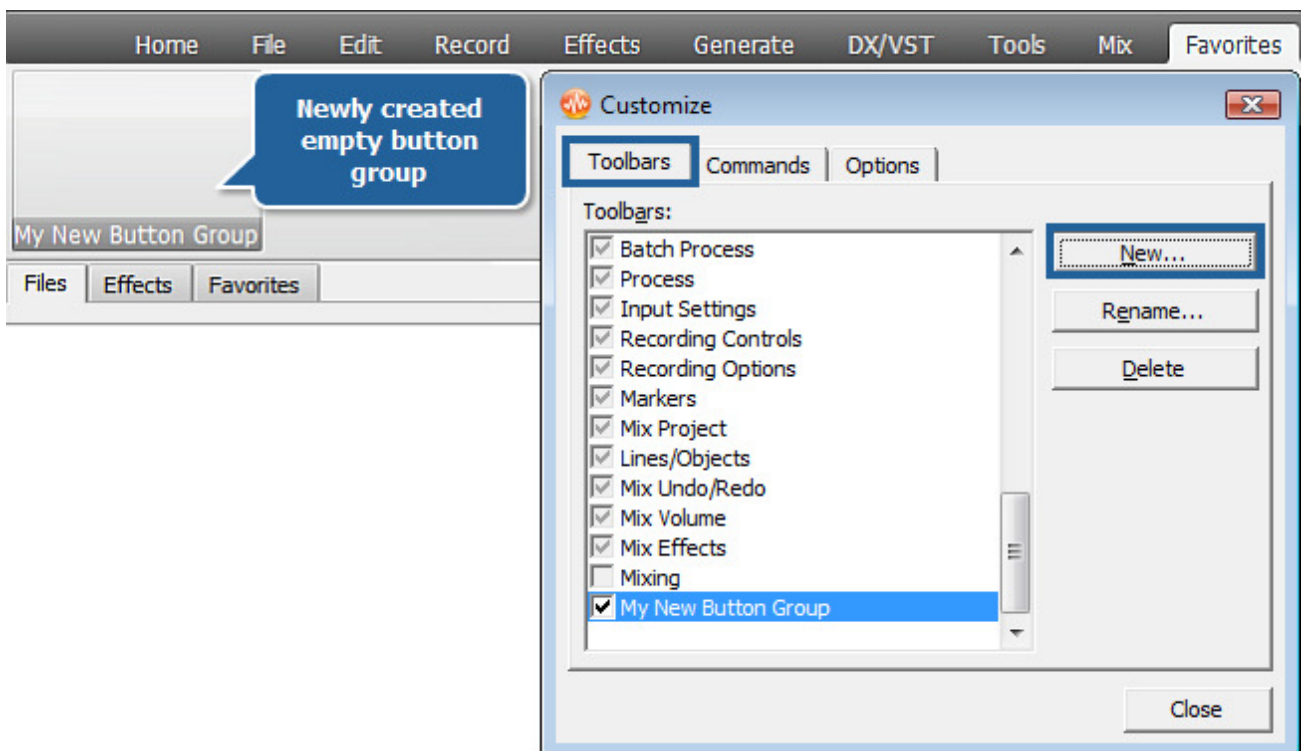 Home File Edit Record Effects Generate DX/VST Tools Mix Favorites
Newly created
empty button
group
My New Button Group
Files Effects Favorites
Customize
Toolbars Commands Options
Toolbars:
Batch Process
Process
Input Settings
Recording Controls
Recording Options
Markers
Mix Project
Lines/Objects
Mix Undo/Redo
Mix Volume
Mix Effects
Mixing
My New Button Group
New...
Rename...
Delete
Close